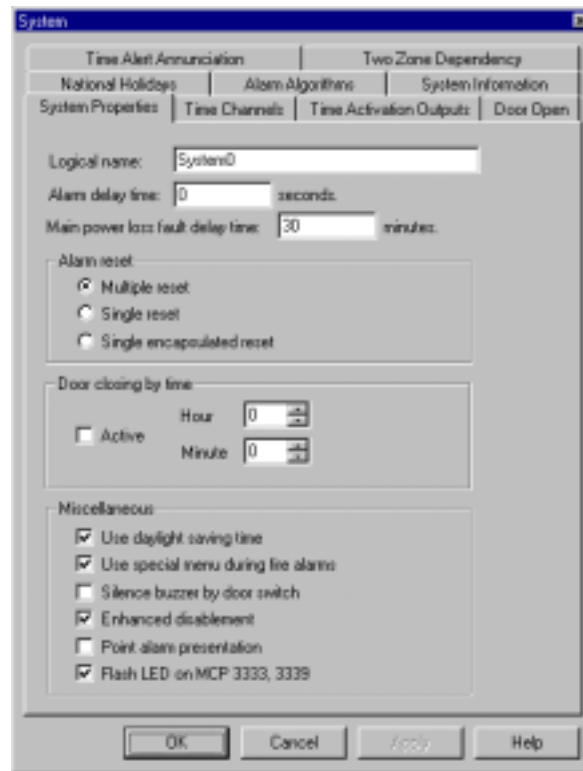 System
Time Alert Annunciation Two Zone Dependency
National Holidays Alarm Algorithms System Information
System Properties Time Channels Time Activation Outputs Door Open
Logical name: System0
Alarm delay time: 0 seconds.
Main power loss fault delay time: 30 minutes.
Alarm reset
Multiple reset
Single reset
Single encapsulated reset
Door closing by time
Hour 0
Active
Minute 0
Miscellaneous
Use daylight saving time
Use special menu during fire alarms
Silence buzzer by door switch
Enhanced disablement
Point alarm presentation
Flash LED on MCP 3333, 3339
OK Cancel Apply Help